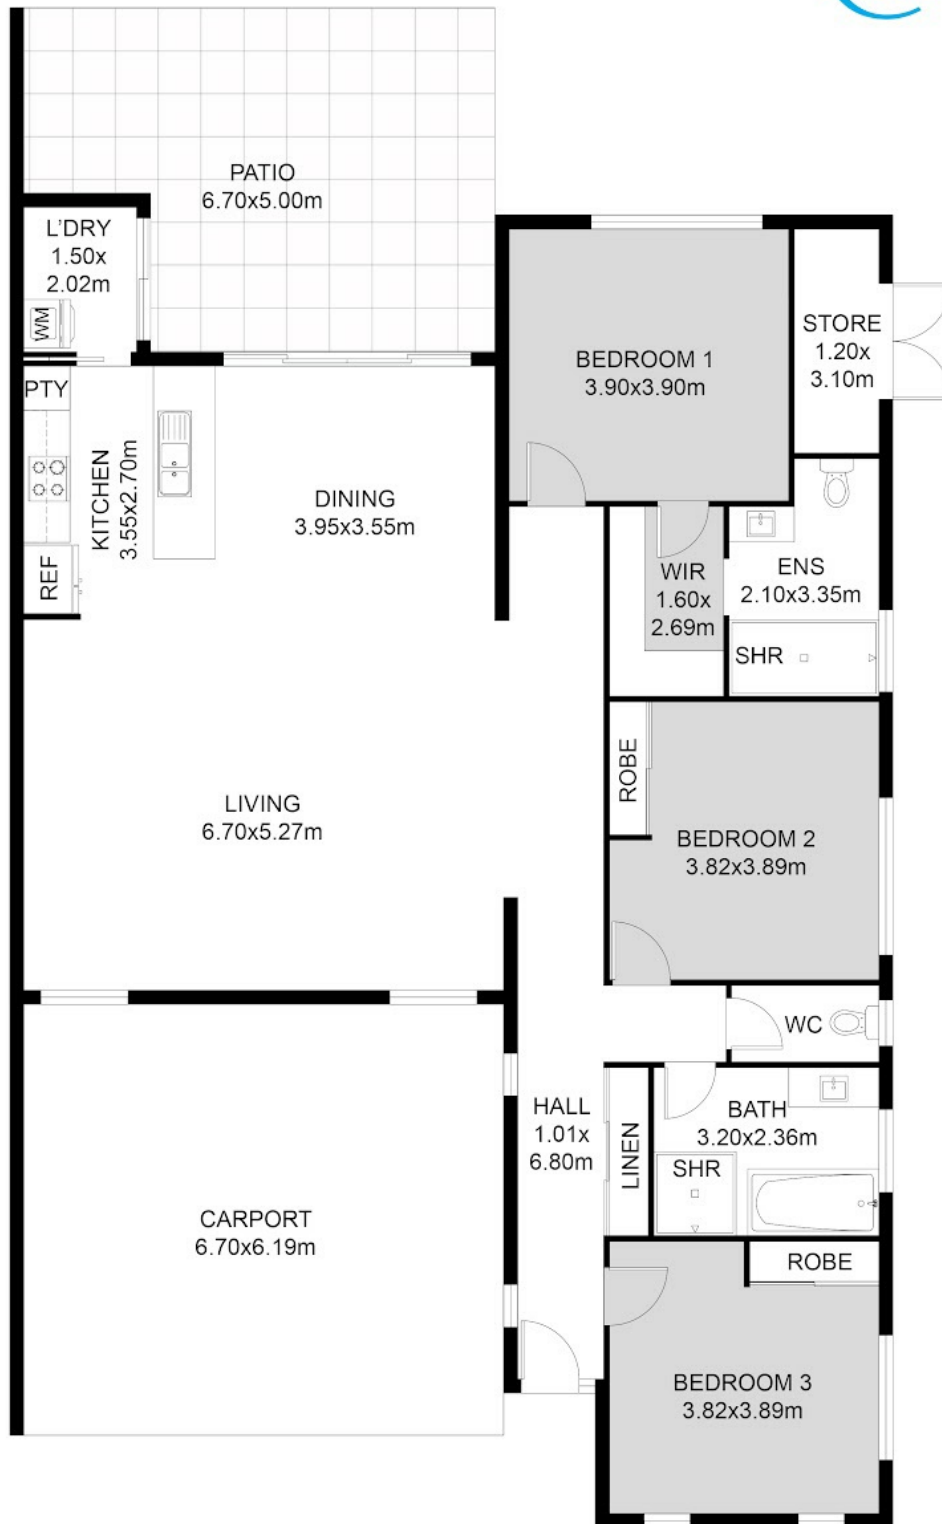 PATIO
6.70x5.00m
L'DRY
1.50x
2.02m
WM
BEDROOM 1
3.90x3.90m
STORE
1.20x
3.10m
PTY
KITCHEN
3.55x2.70m
REF
DINING
3.95x3.55m
WIR
1.60x
2.69m
ENS
2.10x3.35m
SHR
LIVING
6.70x5.27m
ROBE
BEDROOM 2
3.82x3.89m
WC
HALL
1.01x
6.80m
LINEN
BATH
3.20x2.36m
SHR
CARPORT
6.70x6.19m
ROBE
BEDROOM 3
3.82x3.89m